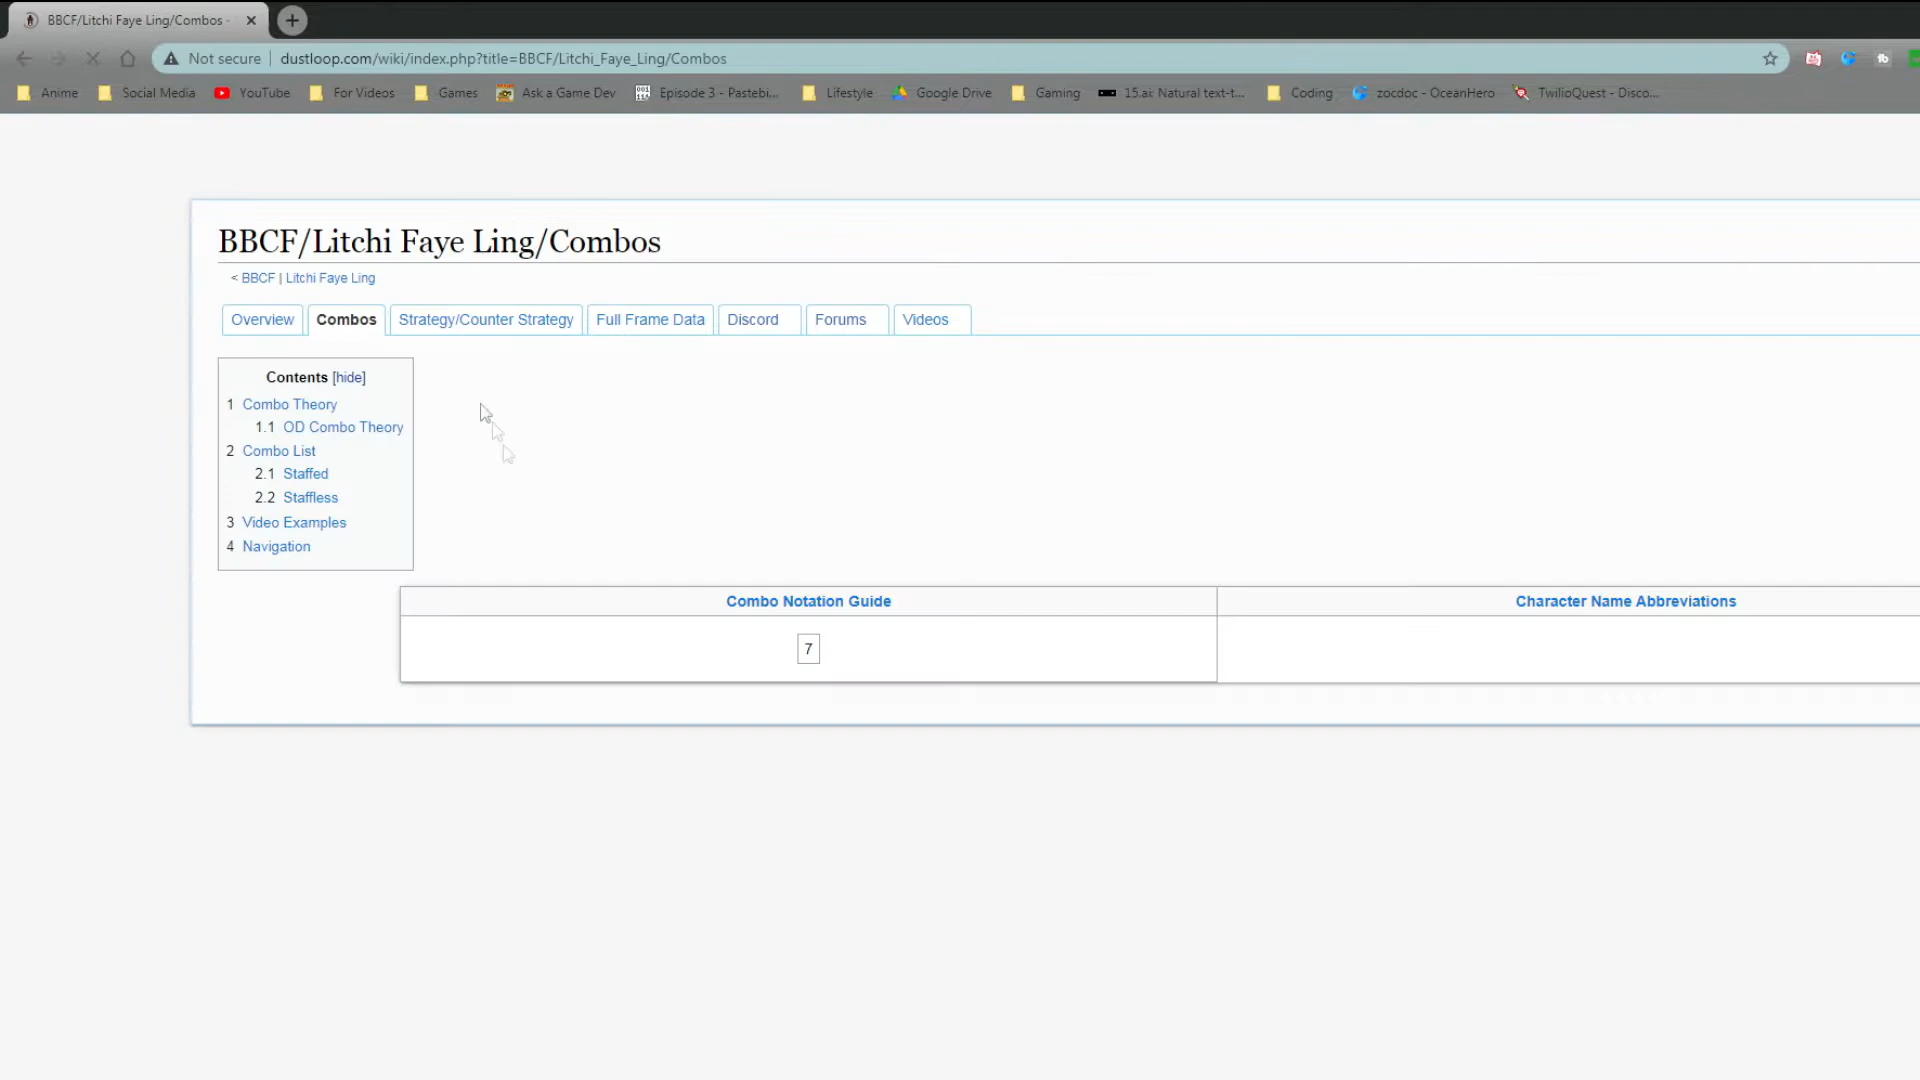 BBCF/Litchi Faye Ling/Combos -
Not secure | dustloop.com/wiki/index.php?title=BBCF/Litchi_Faye_Ling/Combos
Anime Social Media YouTube For Videos Games Ask a Game Dev Episode 3 - Pastebi... Lifestyle Google Drive Gaming 15.ai: Natural text-t... Coding zocdoc - OceanHero TwilioQuest - Disco...
BBCF/Litchi Faye Ling/Combos
< BBCF | Litchi Faye Ling
Overview Combos Strategy/Counter Strategy Full Frame Data Discord Forums Videos
Contents [hide]
1 Combo Theory
1.1 OD Combo Theory
2 Combo List
2.1 Staffed
2.2 Staffless
3 Video Examples
4 Navigation
Combo Notation Guide Character Name Abbreviations
7